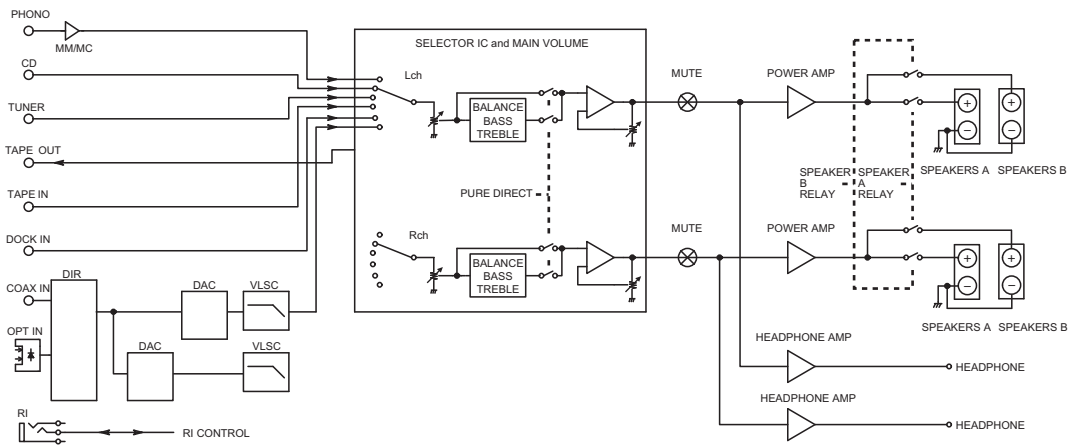 PHONO
MM/MC
CD
TUNER
TAPE OUT
TAPE IN
DOCK IN
COAX IN
OPT IN
DIR
DAC
VLSC
DAC
VLSC
RI
RI CONTROL
SELECTOR IC and MAIN VOLUME
Lch
BALANCE
BASS
TREBLE
PURE DIRECT
Rch
BALANCE
BASS
TREBLE
MUTE
POWER AMP
SPEAKER
B
RELAY
SPEAKER
A
RELAY
+
−
+
−
SPEAKERS A
SPEAKERS B
MUTE
POWER AMP
+
−
+
−
SPEAKERS A
SPEAKERS B
HEADPHONE AMP
HEADPHONE
HEADPHONE AMP
HEADPHONE